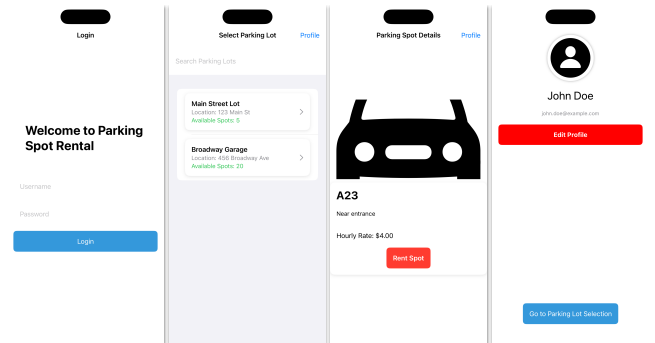 Login
Welcome to Parking
Spot Rental
Username
Password
Login
Select Parking Lot
Profile
Search Parking Lots
Main Street Lot
Location: 123 Main St
Available Spots: 5
Broadway Garage
Location: 456 Broadway Ave
Available Spots: 20
Parking Spot Details
Profile
A23
Near entrance
Hourly Rate: $4.00
Rent Spot
John Doe
john.doe@example.com
Edit Profile
Go to Parking Lot Selection